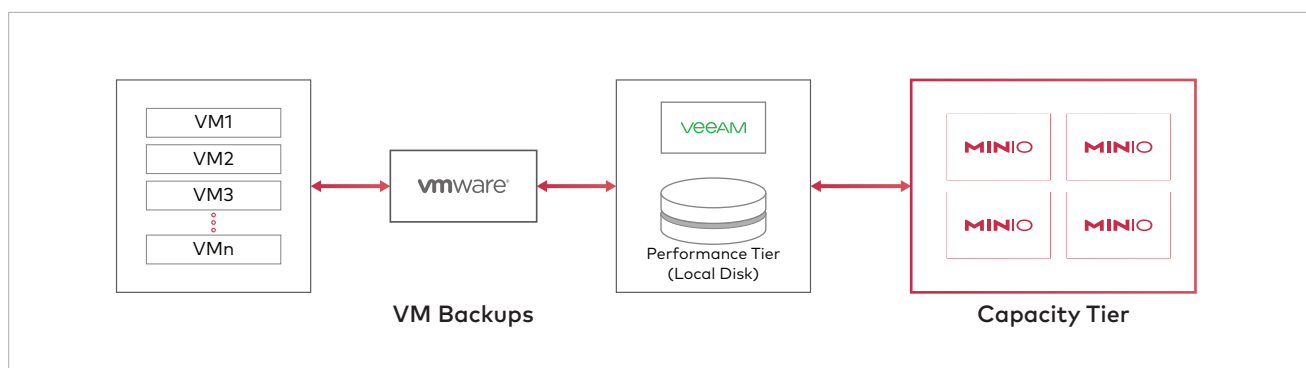 VM1
VM2
VM3
VMn
vmware®
VM Backups
veeAM
Performance Tier
(Local Disk)
MINIO
MINIO
MINIO
MINIO
Capacity Tier